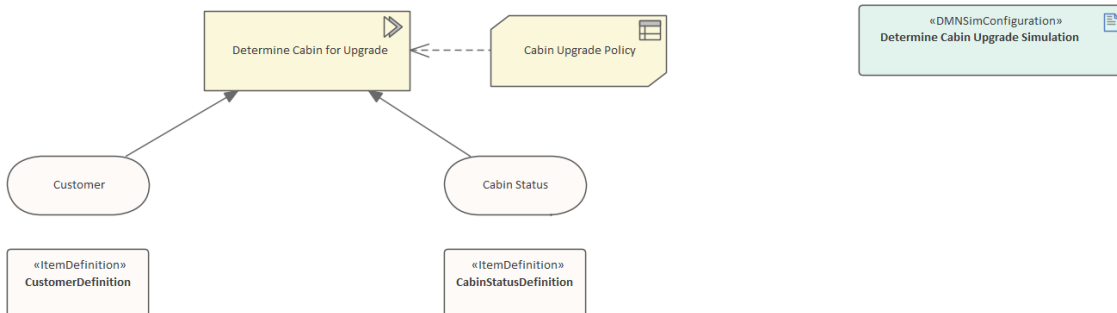 Determine Cabin for Upgrade
Cabin Upgrade Policy
«DMNSimConfiguration»
Determine Cabin Upgrade Simulation
Customer
Cabin Status
«ItemDefinition»
CustomerDefinition
«ItemDefinition»
CabinStatusDefinition